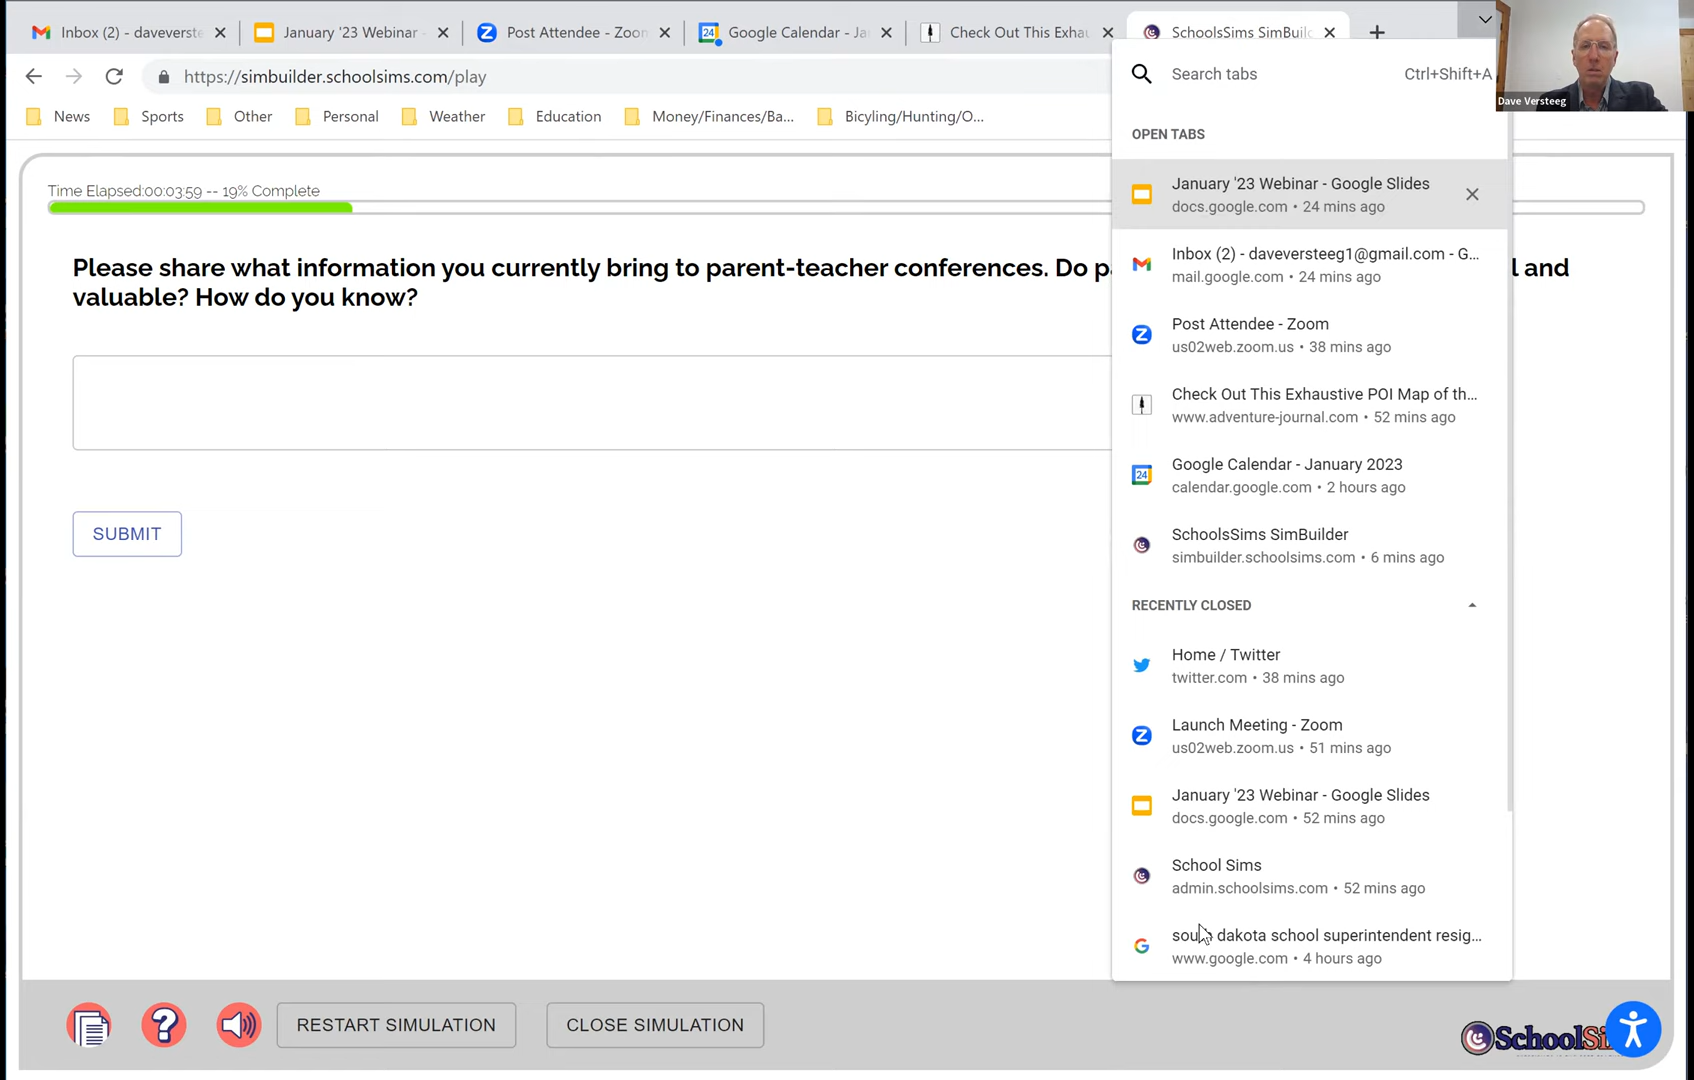 Inbox (2) - daveverste
January '23 Webinar -
Post Attendee - Zoom
Google Calendar - Ja
Check Out This Exhau
SchoolsSims SimBuil
https://simbuilder.schoolsims.com/play
Search tabs
Ctrl+Shift+A
Dave Versteeg
News
Sports
Other
Personal
Weather
Education
Money/Finances/Ba...
Bicyling/Hunting/O...
OPEN TABS
January '23 Webinar - Google Slides
docs.google.com • 24 mins ago
Inbox (2) - daveversteeg1@gmail.com - G...
mail.google.com • 24 mins ago
Post Attendee - Zoom
us02web.zoom.us • 38 mins ago
Check Out This Exhaustive POI Map of th...
www.adventure-journal.com • 52 mins ago
24
Google Calendar - January 2023
calendar.google.com • 2 hours ago
SchoolsSims SimBuilder
simbuilder.schoolsims.com • 6 mins ago
RECENTLY CLOSED
Home / Twitter
twitter.com • 38 mins ago
Launch Meeting - Zoom
us02web.zoom.us • 51 mins ago
January '23 Webinar - Google Slides
docs.google.com • 52 mins ago
School Sims
admin.schoolsims.com • 52 mins ago
south dakota school superintendent resig...
www.google.com • 4 hours ago
Time Elapsed:00:03:59 -- 19% Complete
Please share what information you currently bring to parent-teacher conferences. Do and
valuable? How do you know?
SUBMIT
RESTART SIMULATION
CLOSE SIMULATION
SchoolSi